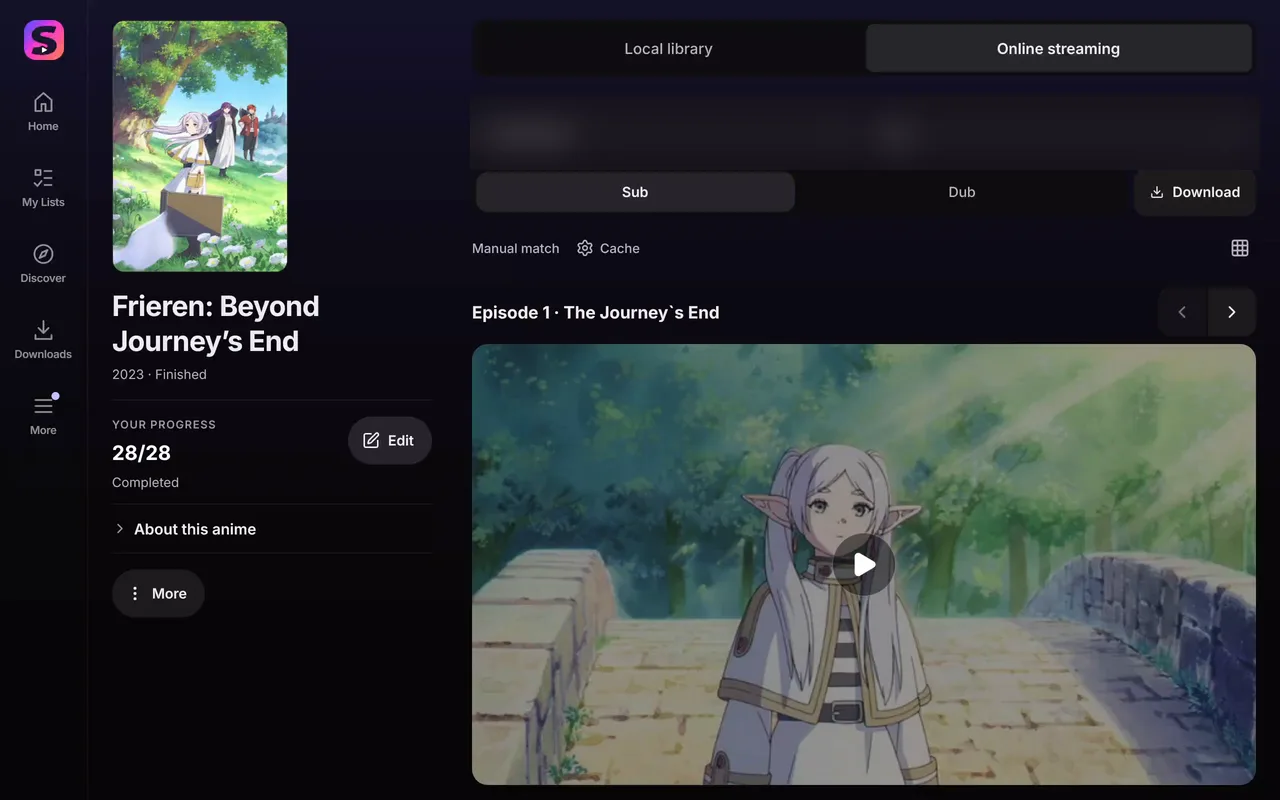 Home
My Lists
Discover
Downloads
More
Frieren: Beyond
Journey’s End
2023 · Finished
YOUR PROGRESS
28/28
Completed
Edit
About this anime
More
Local library
Online streaming
Sub
Dub
Download
Manual match
Cache
Episode 1 · The Journey`s End